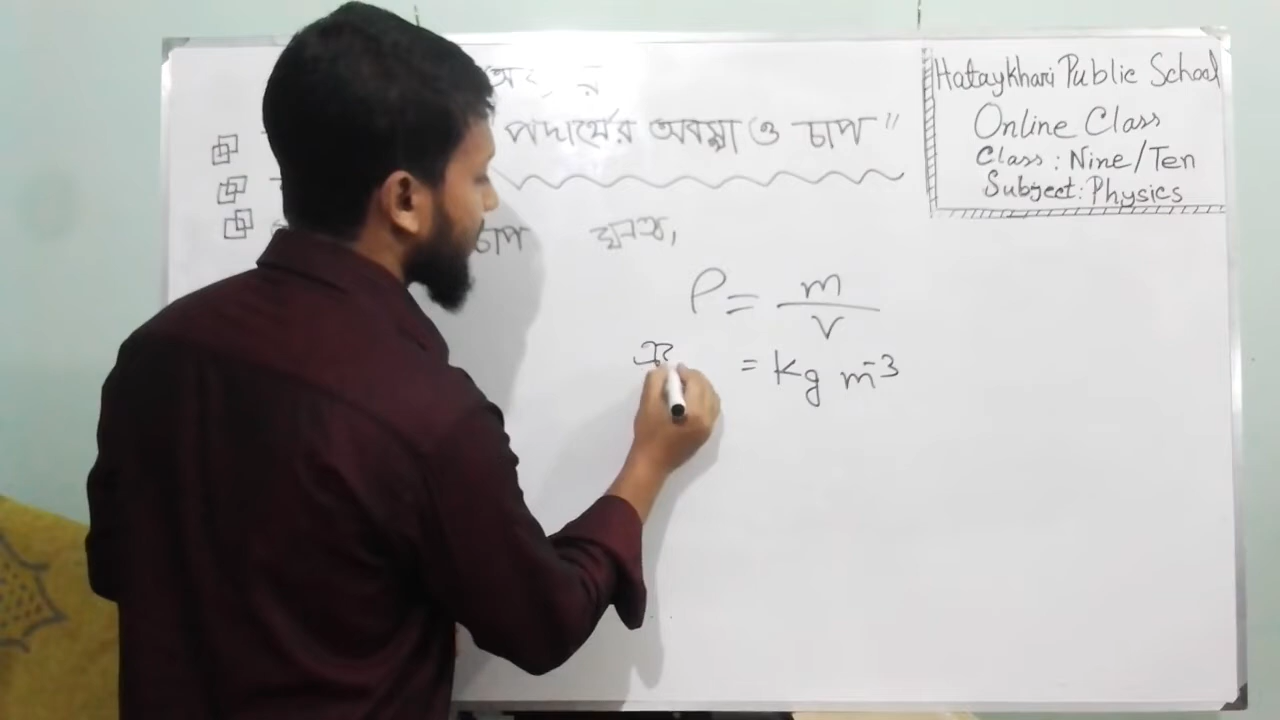 পদার্থের অবস্থা ও চাপ"
চাপ ঘনত্ব,
ρ = m/v
= kg m⁻³
Hataykhari Public School
Online Class
Class : Nine/Ten
Subject: Physics